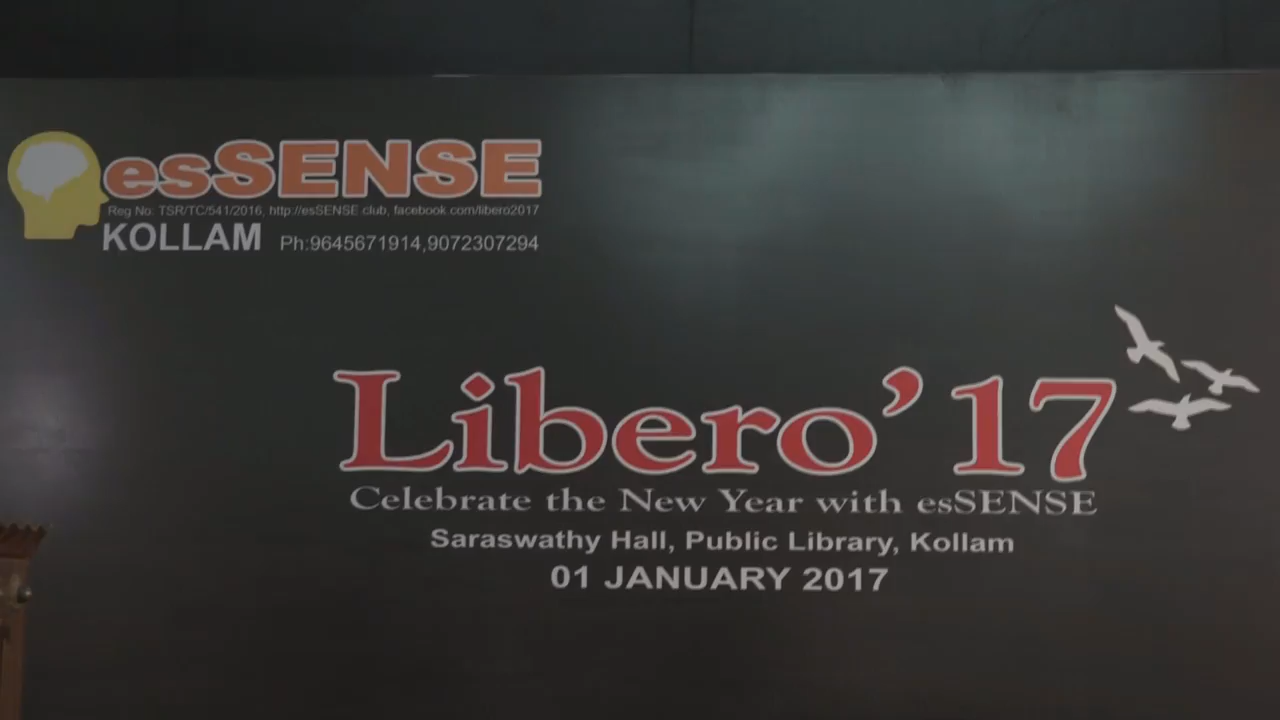 esSENSE
Reg No: TSR/TC/541/2016, http://esSENSE club, facebook.com/libero2017
KOLLAM Ph:9645671914,9072307294
Libero'17
Celebrate the New Year with esSENSE
Saraswathy Hall, Public Library, Kollam
01 JANUARY 2017